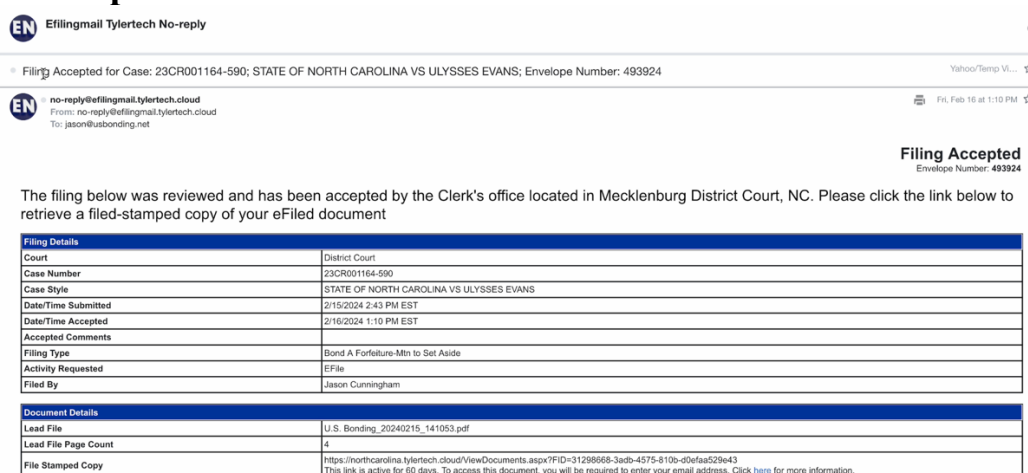 EN
Efilingmail Tylertech No-reply
Filing Accepted for Case: 23CR001164-590; STATE OF NORTH CAROLINA VS ULYSSES EVANS; Envelope Number: 493924 Yahoo/Temp Vi...
EN
no-reply@efilingmail.tylertech.cloud Fri, Feb 16 at 1:10 PM
From: no-reply@efilingmail.tylertech.cloud
To: jason@usbonding.net
Filing Accepted
Envelope Number: 493924
The filing below was reviewed and has been accepted by the Clerk's office located in Mecklenburg District Court, NC. Please click the link below to
retrieve a filed-stamped copy of your eFiled document
Filing Details
Court District Court
Case Number 23CR001164-590
Case Style STATE OF NORTH CAROLINA VS ULYSSES EVANS
Date/Time Submitted 2/15/2024 2:43 PM EST
Date/Time Accepted 2/16/2024 1:10 PM EST
Accepted Comments
Filing Type Bond A Forfeiture-Mtn to Set Aside
Activity Requested EFile
Filed By Jason Cunningham
Document Details
Lead File U.S. Bonding_20240215_141053.pdf
Lead File Page Count 4
File Stamped Copy https://northcarolina.tylertech.cloud/ViewDocuments.aspx?FID=31298668-3adb-4575-810b-d0efaa529e43
This link is active for 60 days. To access this document, you will be required to enter your email address. Click here for more information.